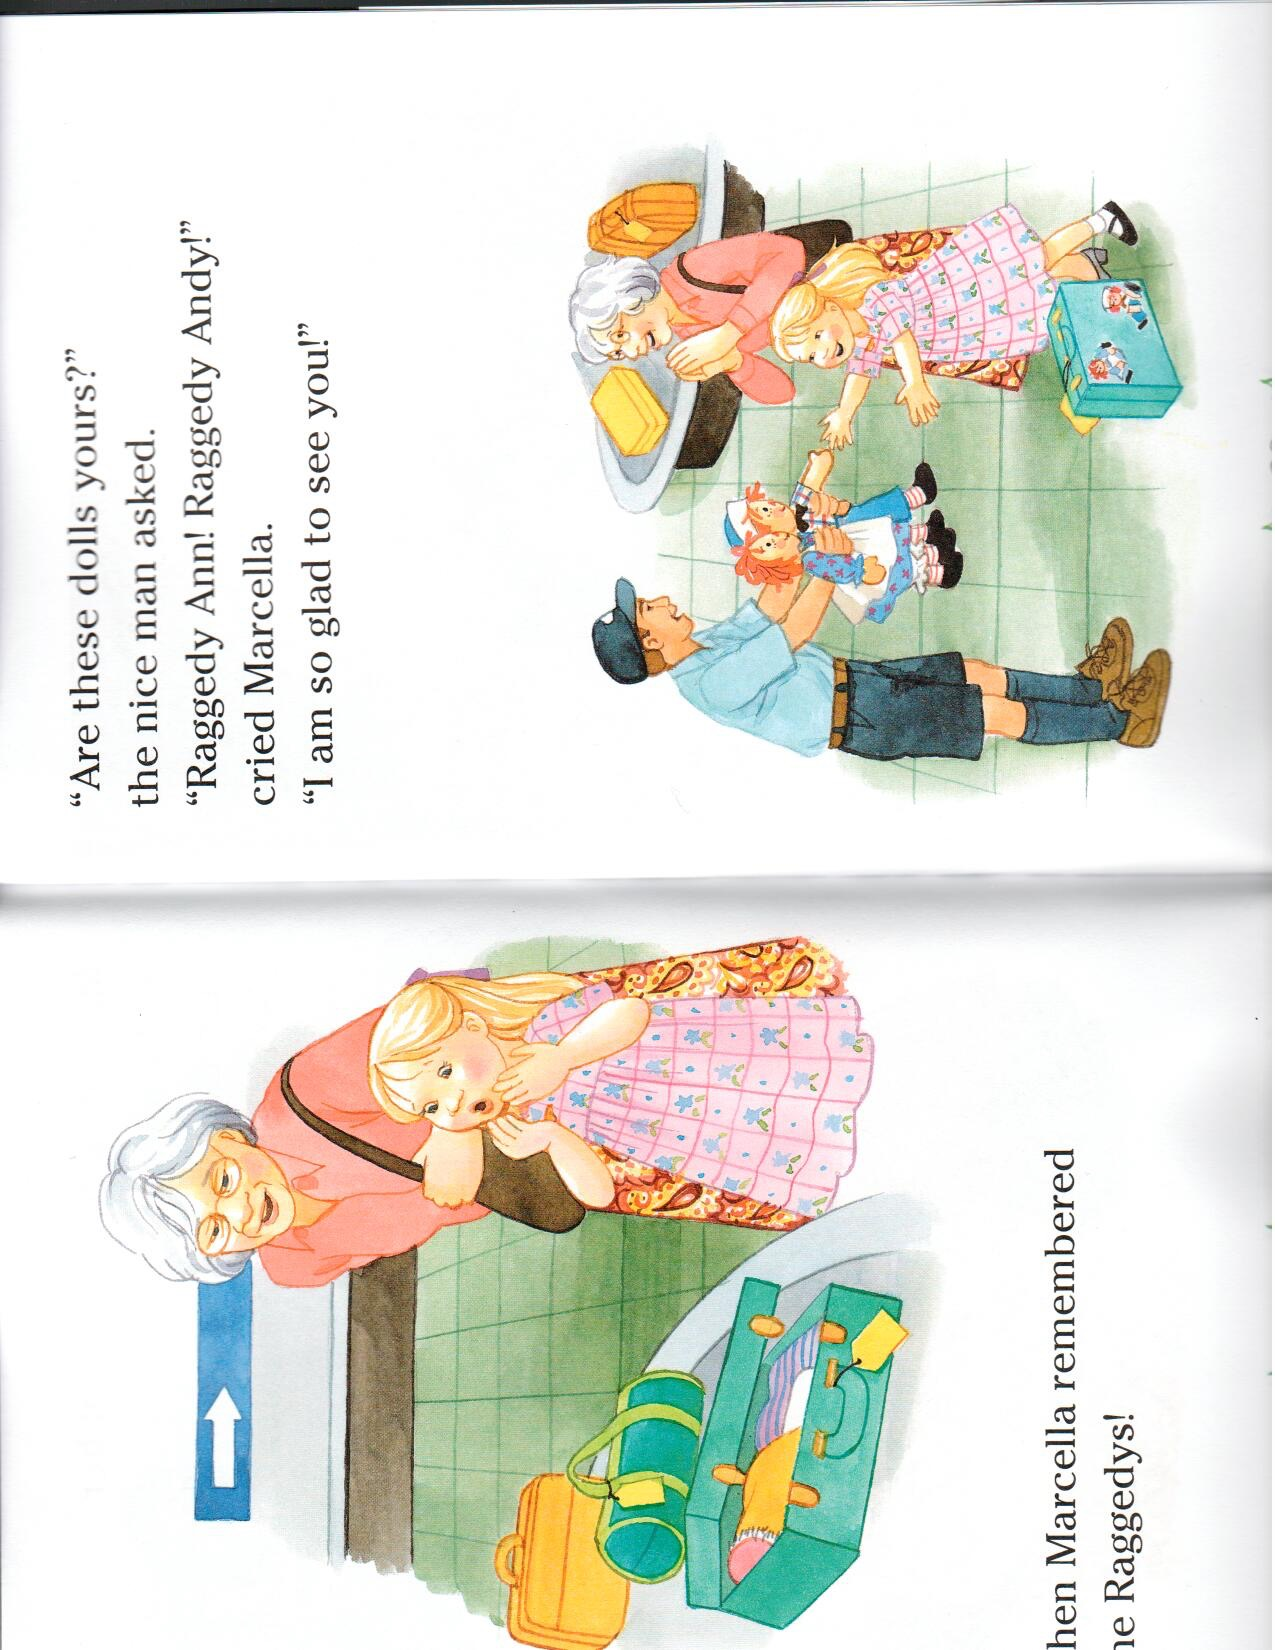 hen Marcella remembered
he Raggedys!
“Are these dolls yours?”
the nice man asked.
“Raggedy Ann! Raggedy Andy!”
cried Marcella.
“I am so glad to see you!”